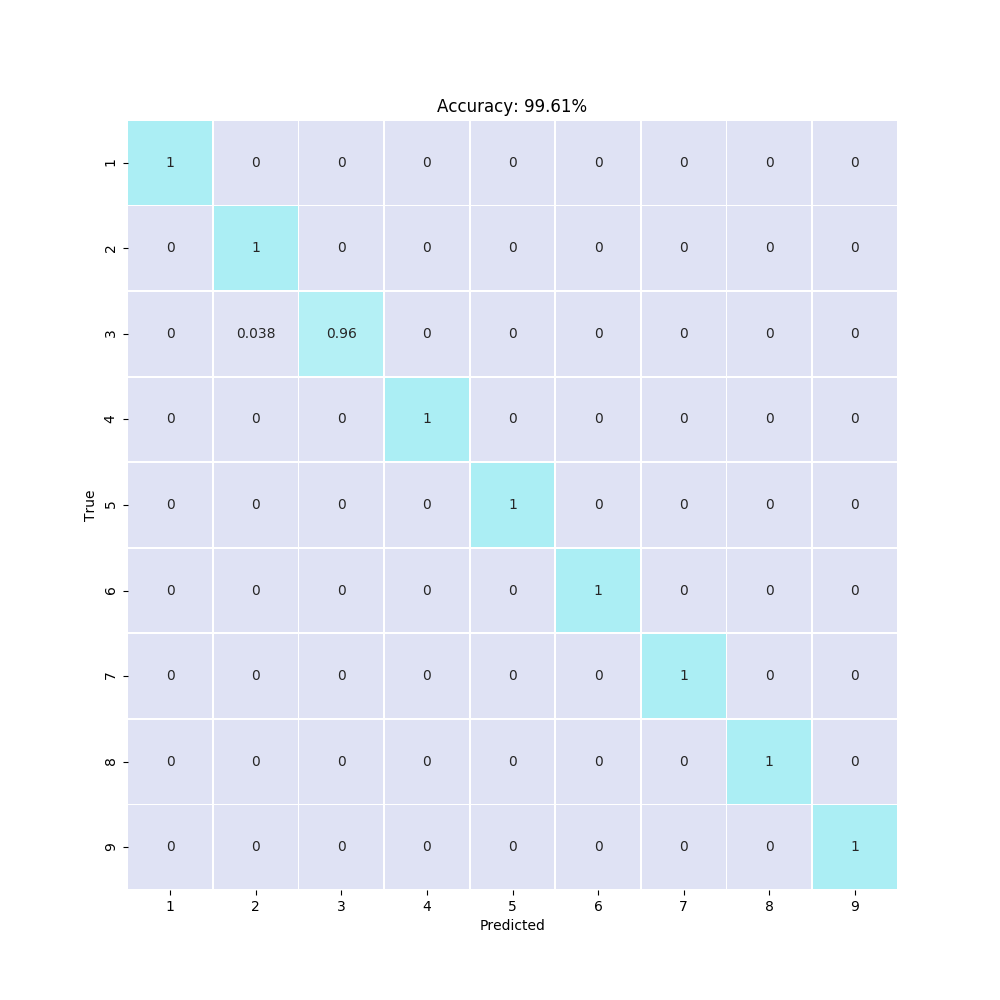 Accuracy: 99.61%
1 1 0 0 0 0 0 0 0 0
2 0 1 0 0 0 0 0 0 0
3 0 0.038 0.96 0 0 0 0 0 0
4 0 0 0 1 0 0 0 0 0
5 0 0 0 0 1 0 0 0 0
6 0 0 0 0 0 1 0 0 0
7 0 0 0 0 0 0 1 0 0
8 0 0 0 0 0 0 0 1 0
9 0 0 0 0 0 0 0 0 1
True
1 2 3 4 5 6 7 8 9
Predicted